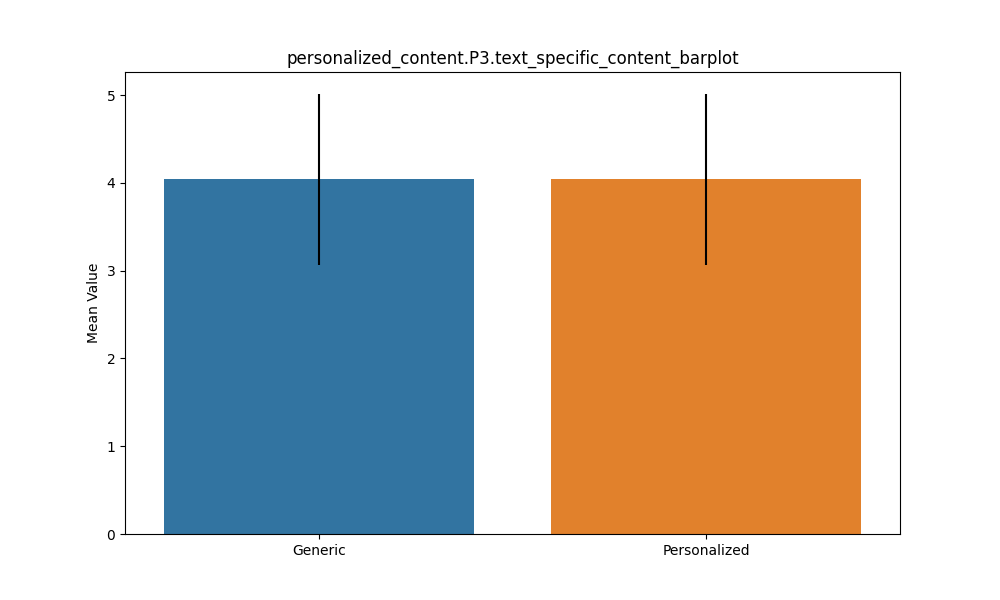 personalized_content.P3.text_specific_content_barplot
5
4
3
2
1
0
Mean Value
Generic
Personalized